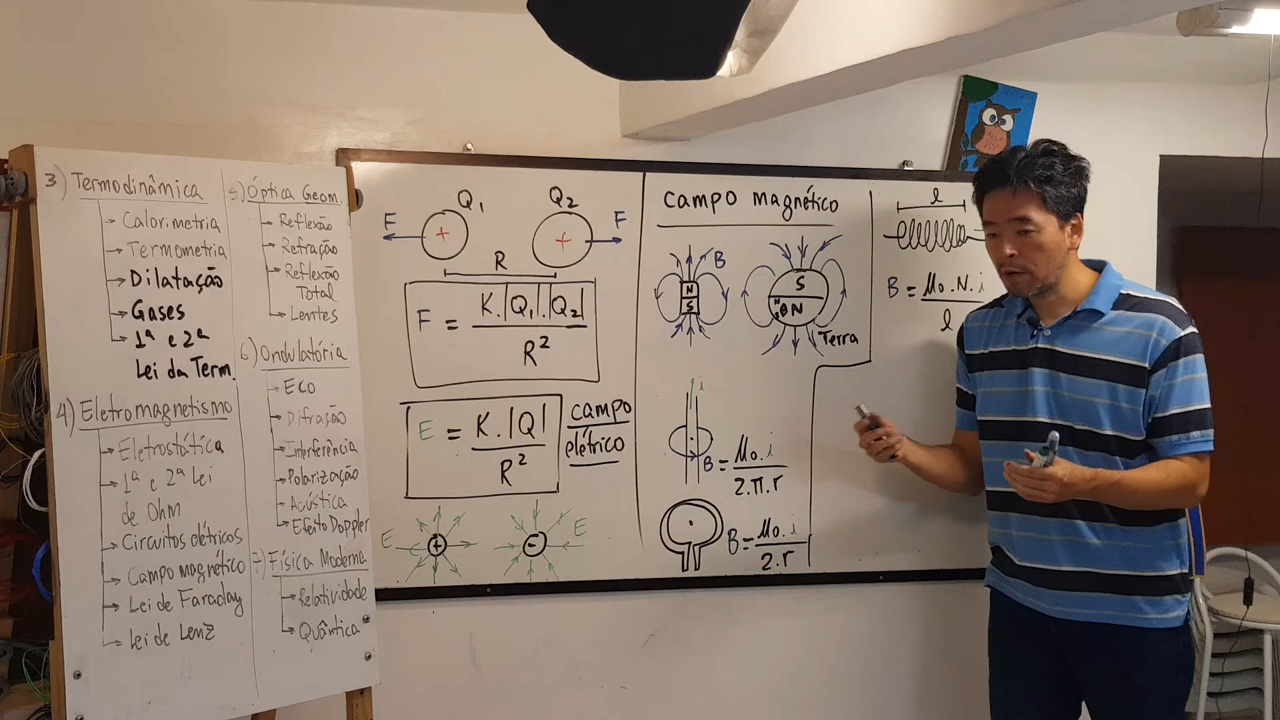 3) Termodinâmica
Calorimetria
Termometria
Dilatação
Gases
1ª e 2ª
Lei da Term.
4) Eletromagnetismo
Eletrostática
1ª e 2ª Lei
de Ohm
Circuitos elétricos
Campo magnético
Lei de Faraday
Lei de Lenz
5) Óptica Geom.
Reflexão
Refração
Reflexão
Total
Lentes
6) Ondulatória
Eco
Difração
Interferência
Polarização
Acústica
Efeito Doppler
7) Física Moderna
Relatividade
Quântica
Q₁ Q₂
F + + F
R
F = K.|Q₁|.|Q₂| / R²
E = K.|Q| / R²
campo
elétrico
E + - E
campo magnético
B
N
S
S
N N
Terra
i
B = μ₀.i / 2.π.r
B = μ₀.i / 2.r
l
B = μ₀.N.i / l